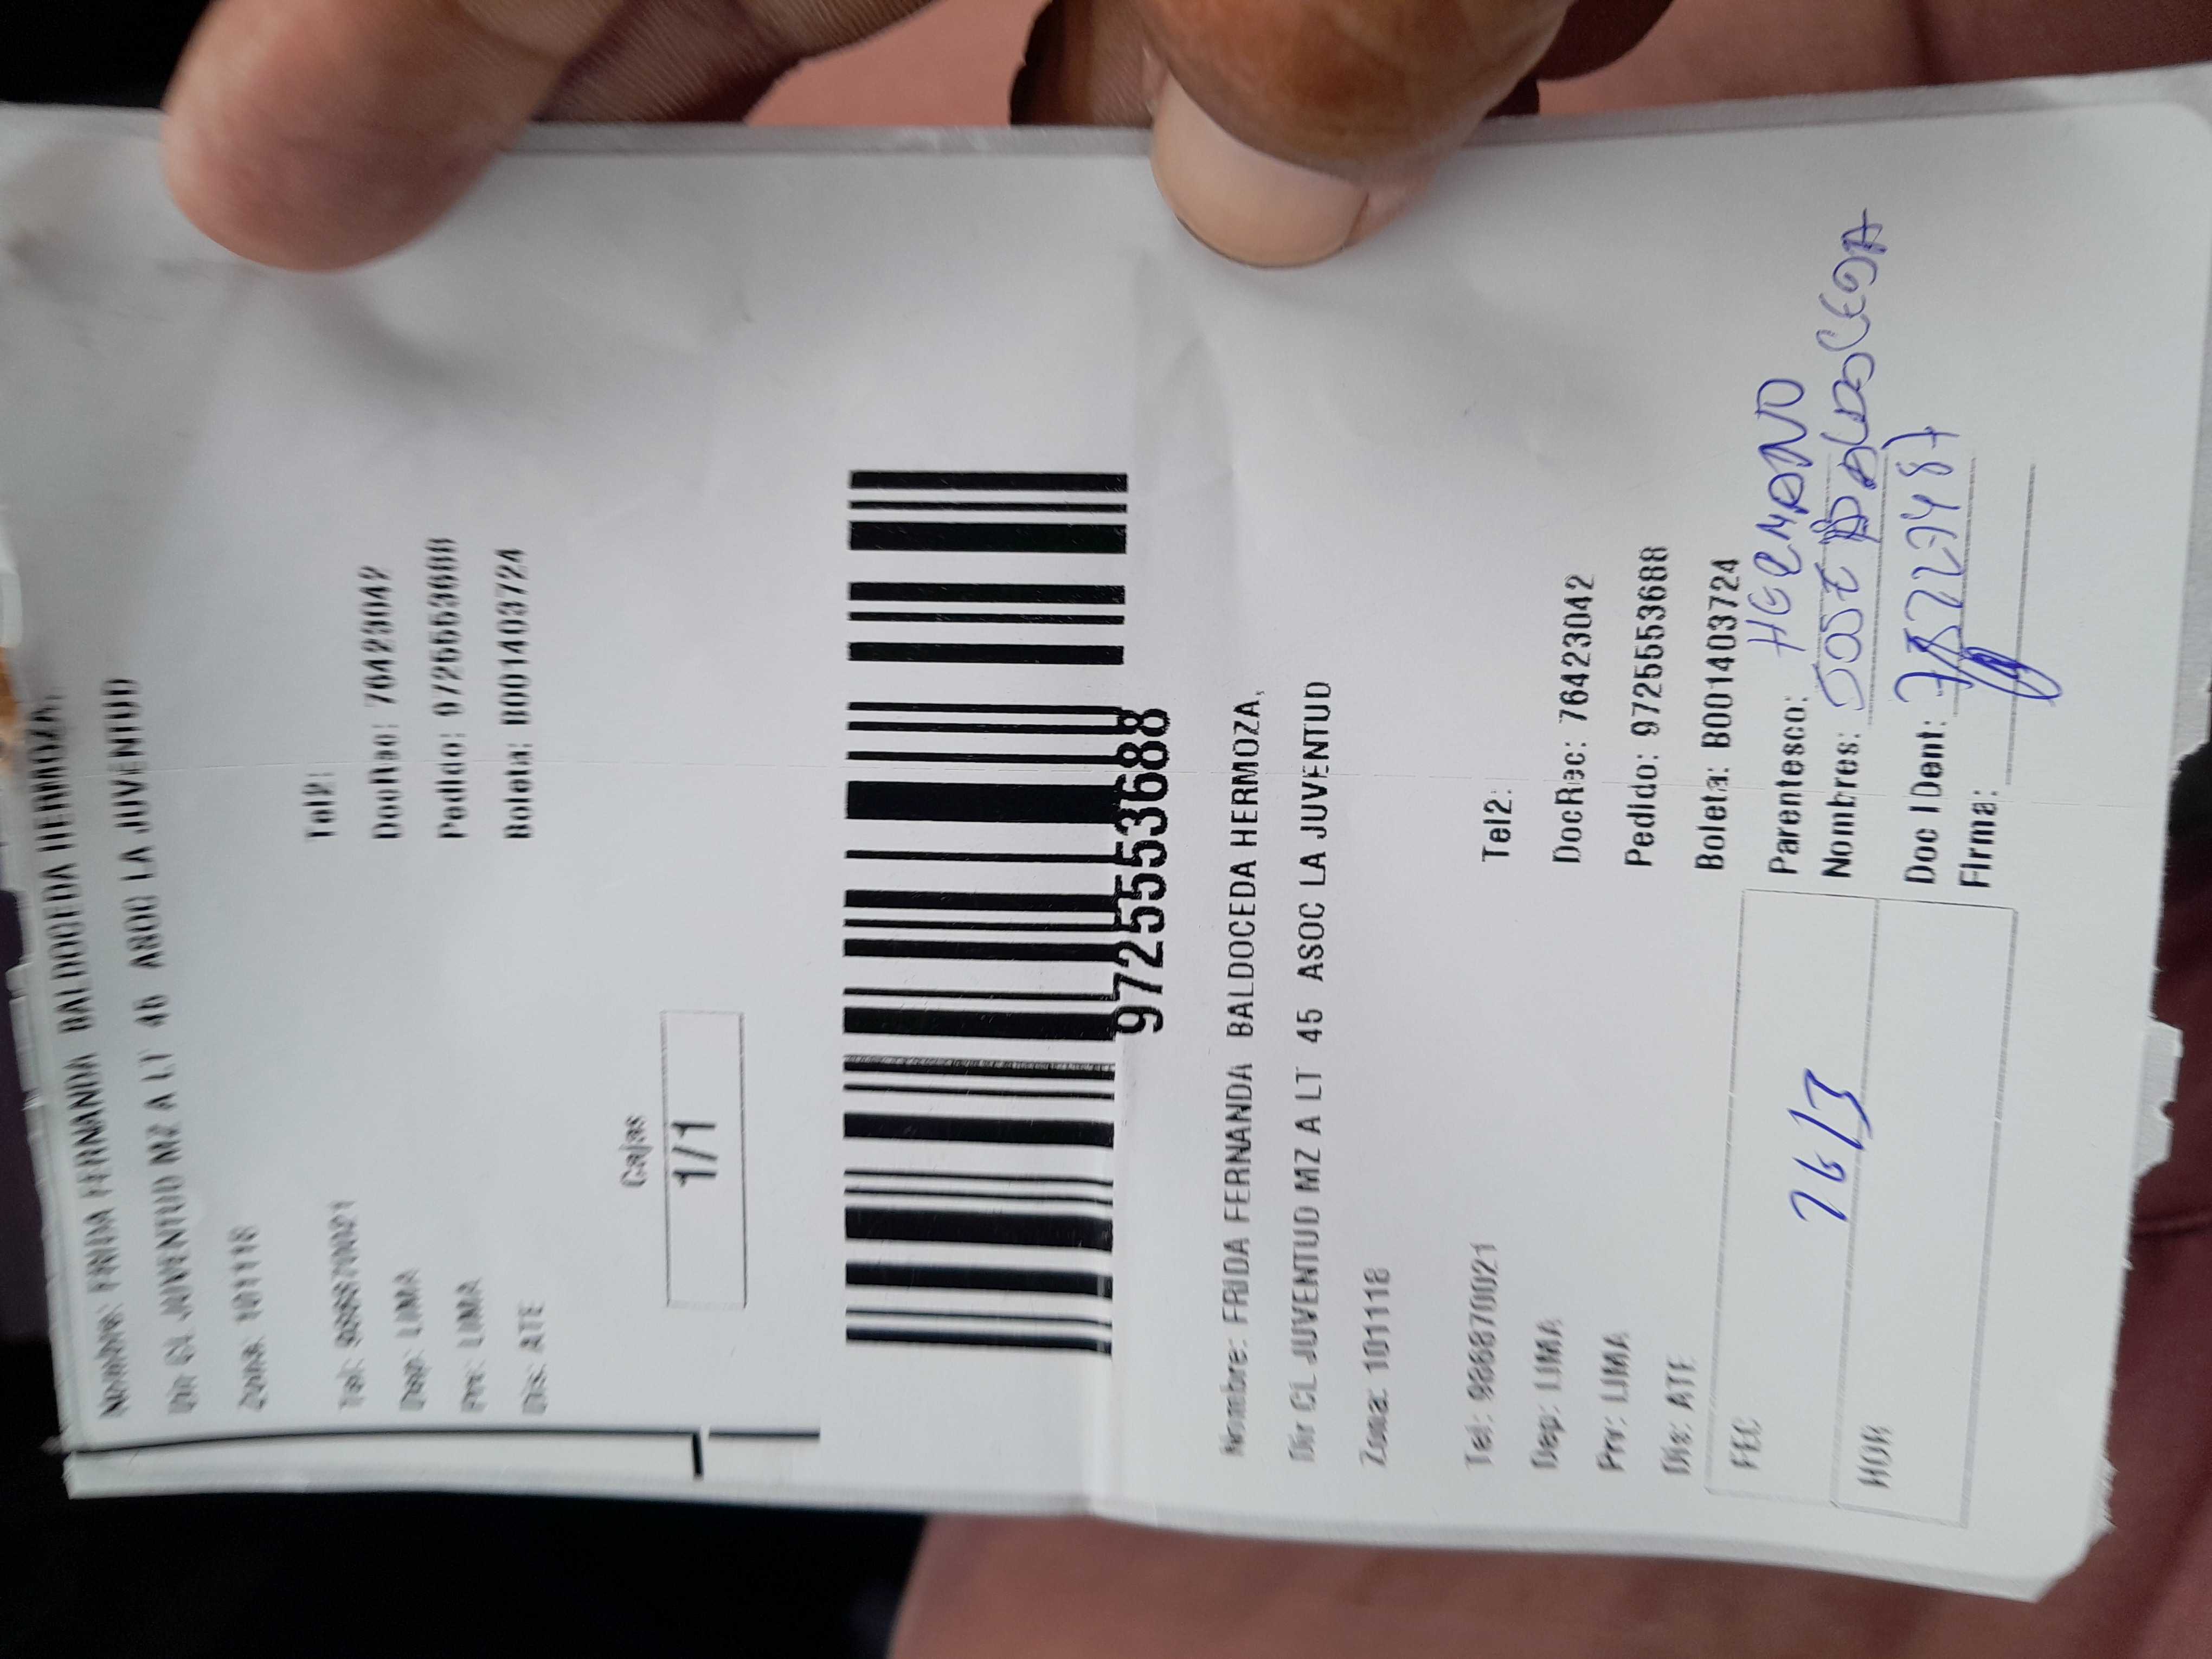 Nombre: FRIDA FERNANDA BALDOCEDA HERMOZA,
Dir CL JUVENTUD MZ A LT 45 ASOC LA JUVENTUD
Zona: 101118
Tel: 986870021 Tel2:
Dep: LIMA DocRec: 76423042
Prv: LIMA Pedido: 9725553688
Dis: ATE Boleta: B001403724
Cajas
1/1
9725553688
Nombre: FRIDA FERNANDA BALDOCEDA HERMOZA,
Dir CL JUVENTUD MZ A LT 45 ASOC LA JUVENTUD
Zona: 101118
Tel: 986870021 Tel2:
Dep: LIMA DocRec: 76423042
Prv: LIMA Pedido: 9725553688
Dis: ATE Boleta: B001403724
FEC 26/3 Parentesco: HERMANO
Nombres: JOSE BALDOCEDA
HOR Doc IDent:
Firma: